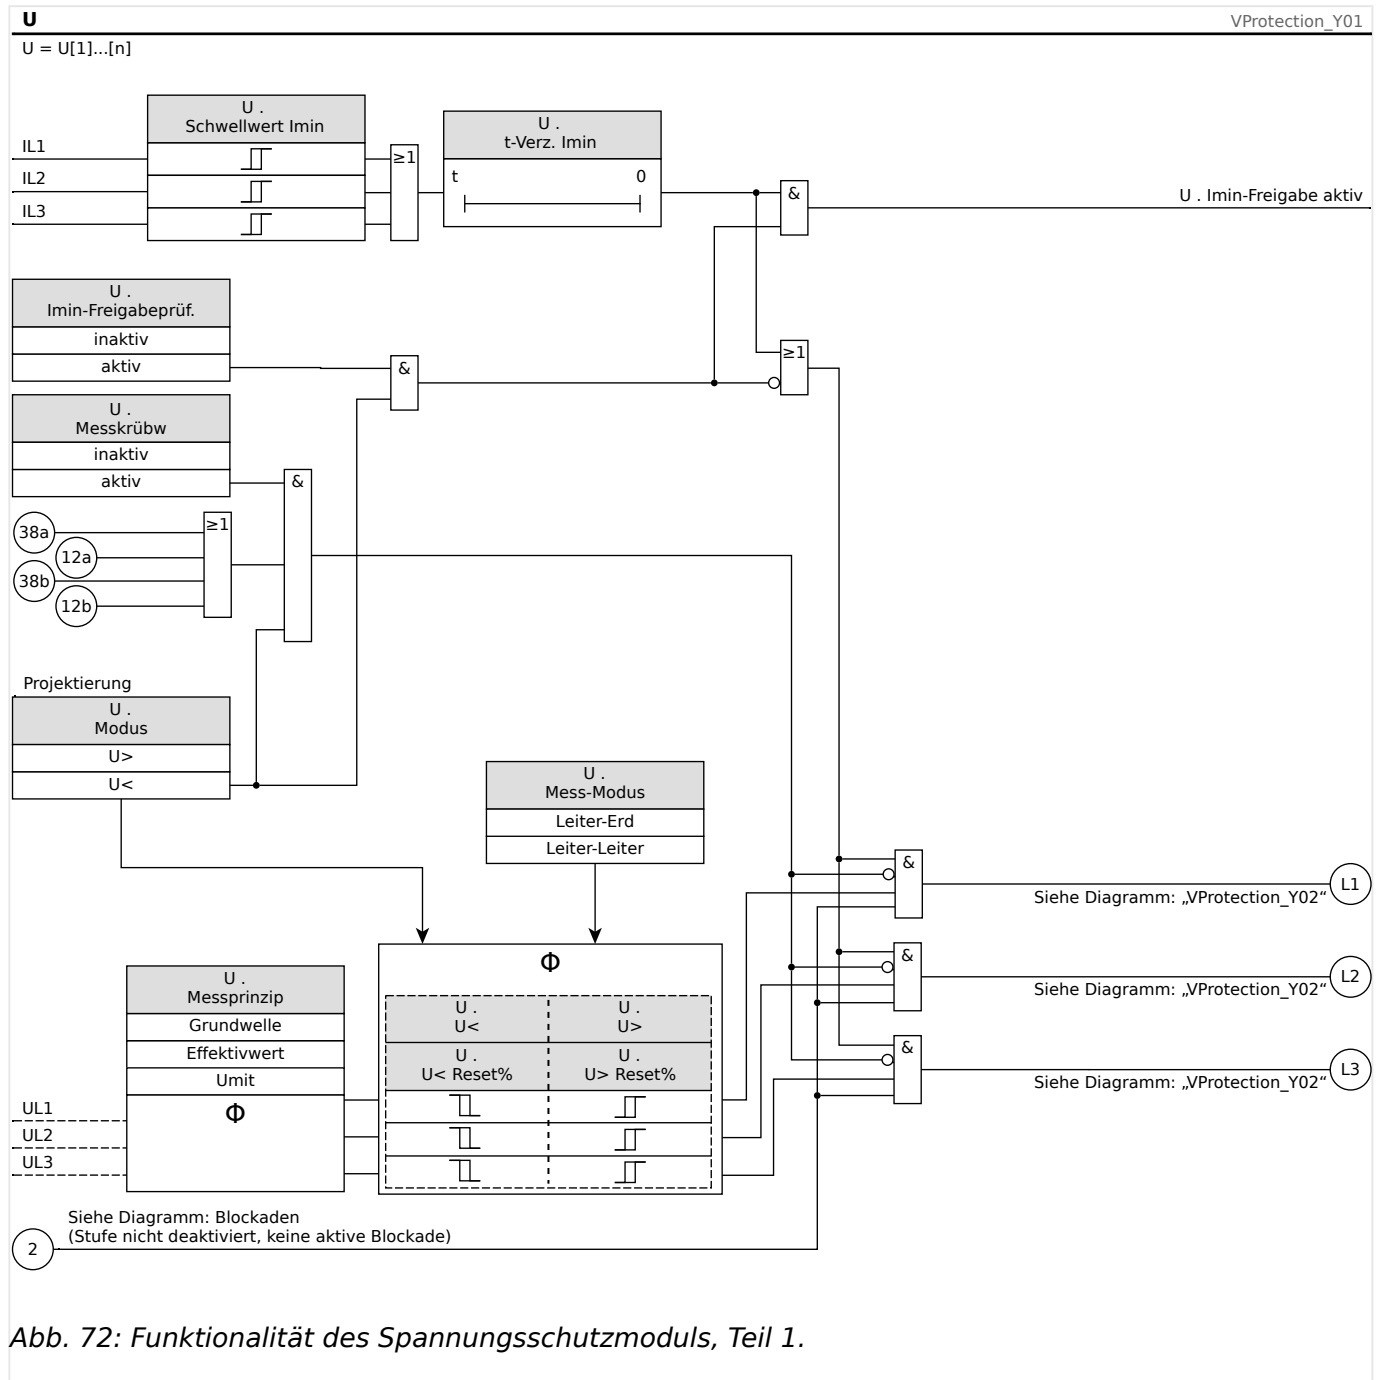 U
VProtection_Y01
U = U[1]...[n]
U .
Schwellwert Imin
IL1
IL2
IL3
≥1
U .
t-Verz. Imin
t
0
&
U . Imin-Freigabe aktiv
U .
Imin-Freigabeprüf.
inaktiv
aktiv
&
≥1
U .
Messkrübw
inaktiv
aktiv
&
38a
12a
38b
12b
≥1
Projektierung
U .
Modus
U>
U<
U .
Mess-Modus
Leiter-Erd
Leiter-Leiter
&
L1
Siehe Diagramm: „VProtection_Y02“
&
L2
Siehe Diagramm: „VProtection_Y02“
&
L3
Siehe Diagramm: „VProtection_Y02“
Φ
U .
U<
U .
U>
U .
U< Reset%
U .
U> Reset%
U .
Messprinzip
Grundwelle
Effektivwert
Umit
Φ
UL1
UL2
UL3
Siehe Diagramm: Blockaden
(Stufe nicht deaktiviert, keine aktive Blockade)
2
Abb. 72: Funktionalität des Spannungsschutzmoduls, Teil 1.